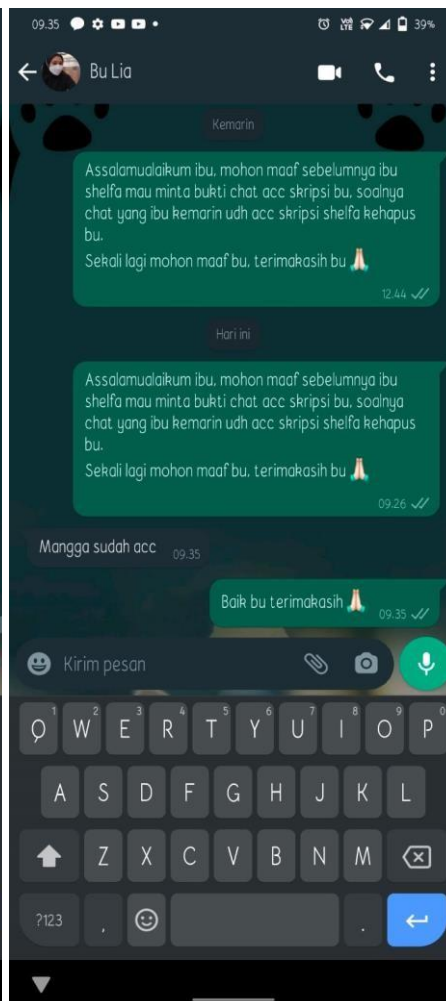 09.35
Vo))
LTE
39%
Bu Lia
Kemarin
Assalamualaikum ibu, mohon maaf sebelumnya ibu
shelfa mau minta bukti chat acc skripsi bu, soalnya
chat yang ibu kemarin udh acc skripsi shelfa kehapus
bu.
Sekali lagi mohon maaf bu, terimakasih bu 🙏🏻
12.44
Hari ini
Assalamualaikum ibu, mohon maaf sebelumnya ibu
shelfa mau minta bukti chat acc skripsi bu, soalnya
chat yang ibu kemarin udh acc skripsi shelfa kehapus
bu.
Sekali lagi mohon maaf bu, terimakasih bu 🙏🏻
09.26
Mangga sudah acc 09.35
Baik bu terimakasih 🙏🏻 09.35
Kirim pesan
1 2 3 4 5 6 7 8 9 0
Q W E R T Y U I O P
A S D F G H J K L
Z X C V B N M
?123 , .